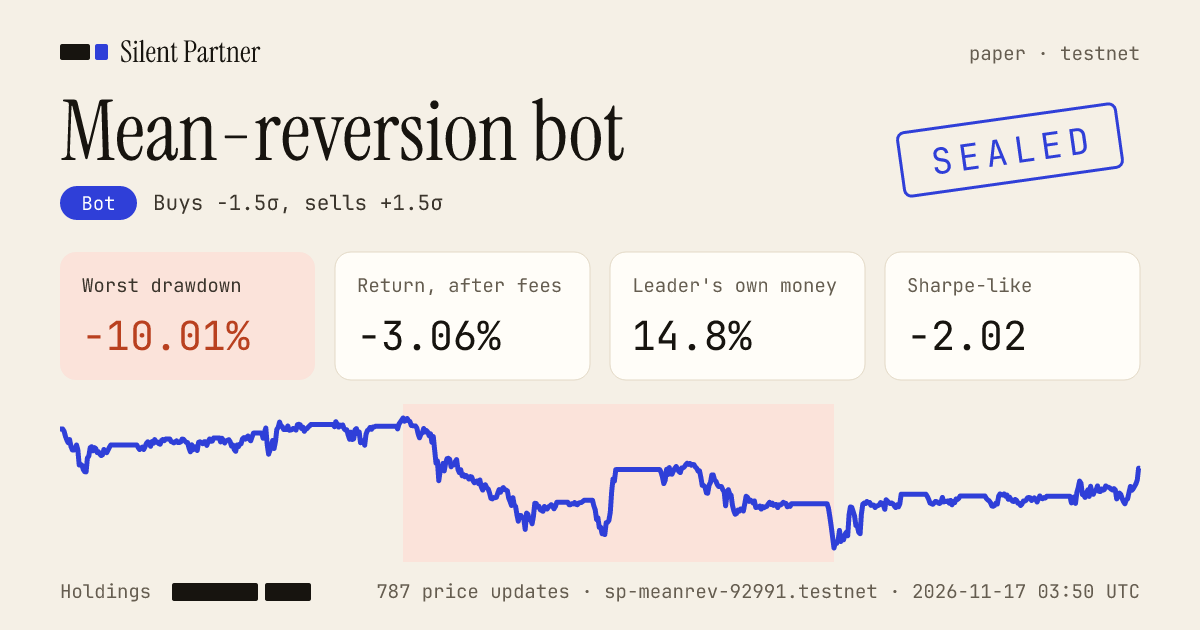 Silent Partner
paper · testnet
Mean-reversion bot
SEALED
Bot
Buys -1.5σ, sells +1.5σ
Worst drawdown
-10.01%
Return, after fees
-3.06%
Leader's own money
14.8%
Sharpe-like
-2.02
Holdings
787 price updates · sp-meanrev-92991.testnet · 2026-11-17 03:50 UTC